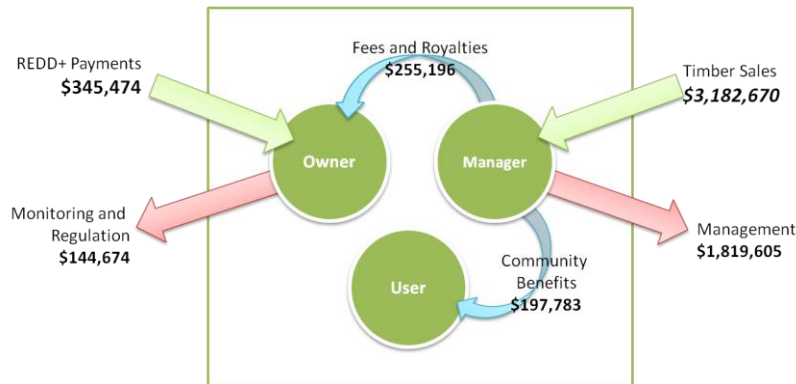 REDD+ Payments
$345,474
Fees and Royalties
$255,196
Timber Sales
$3,182,670
Owner
Manager
Monitoring and
Regulation
$144,674
Management
$1,819,605
User
Community
Benefits
$197,783